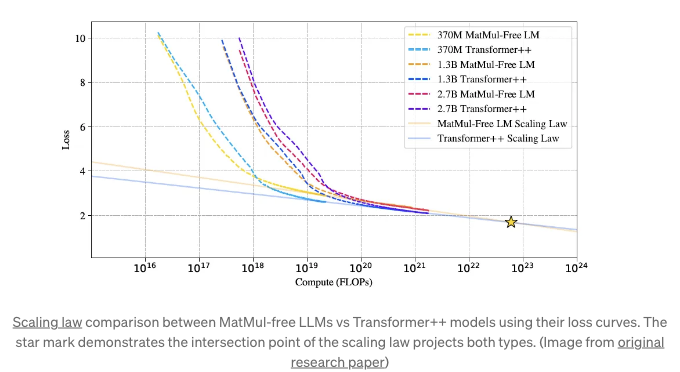 10
8
6
4
2
Loss
370M MatMul-Free LM
370M Transformer++
1.3B MatMul-Free LM
1.3B Transformer++
2.7B MatMul-Free LM
2.7B Transformer++
MatMul-Free LM Scaling Law
Transformer++ Scaling Law
10^16 10^17 10^18 10^19 10^20 10^21 10^22 10^23 10^24
Compute (FLOPs)
Scaling law comparison between MatMul-free LLMs vs Transformer++ models using their loss curves. The
star mark demonstrates the intersection point of the scaling law projects both types. (Image from original
research paper)